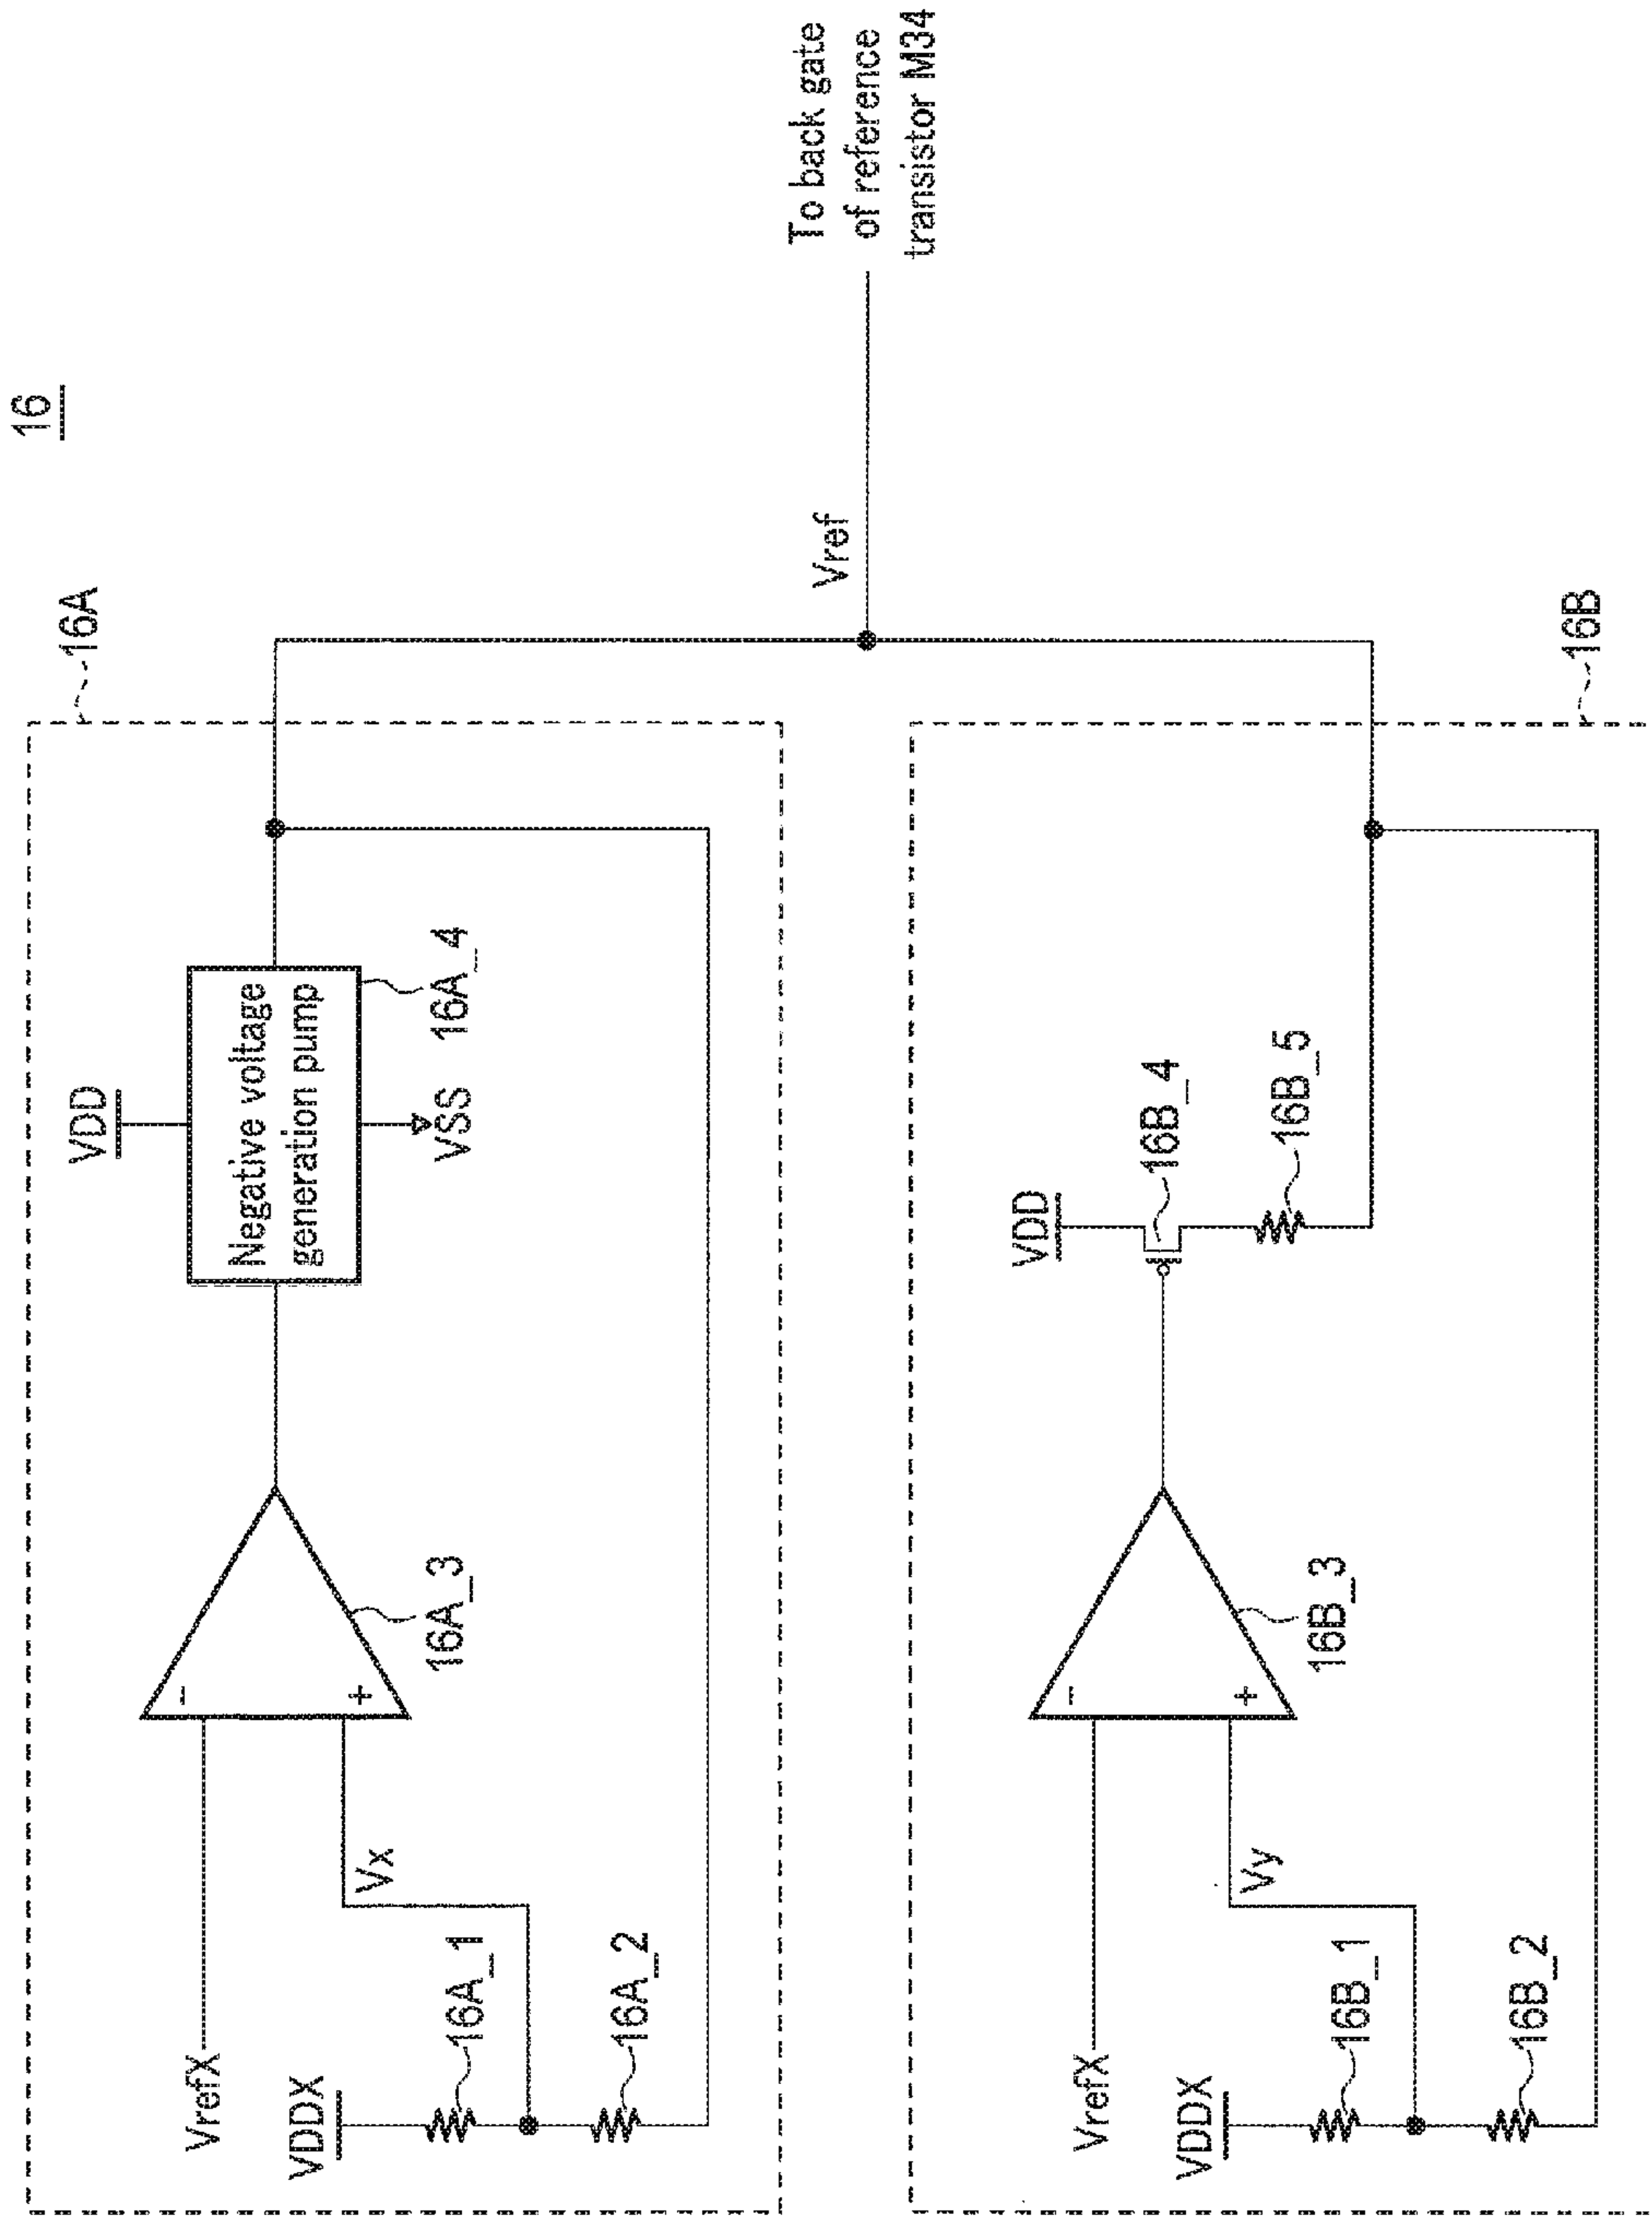 16
16A
VDD
Negative voltage
generation pump
16A_4
VSS
VrefX
-
+
16A_3
Vx
VDDX
16A_1
16A_2
Vref
To back gate
of reference
transistor M34
16B
VDD
16B_4
16B_5
VrefX
-
+
16B_3
Vy
VDDX
16B_1
16B_2